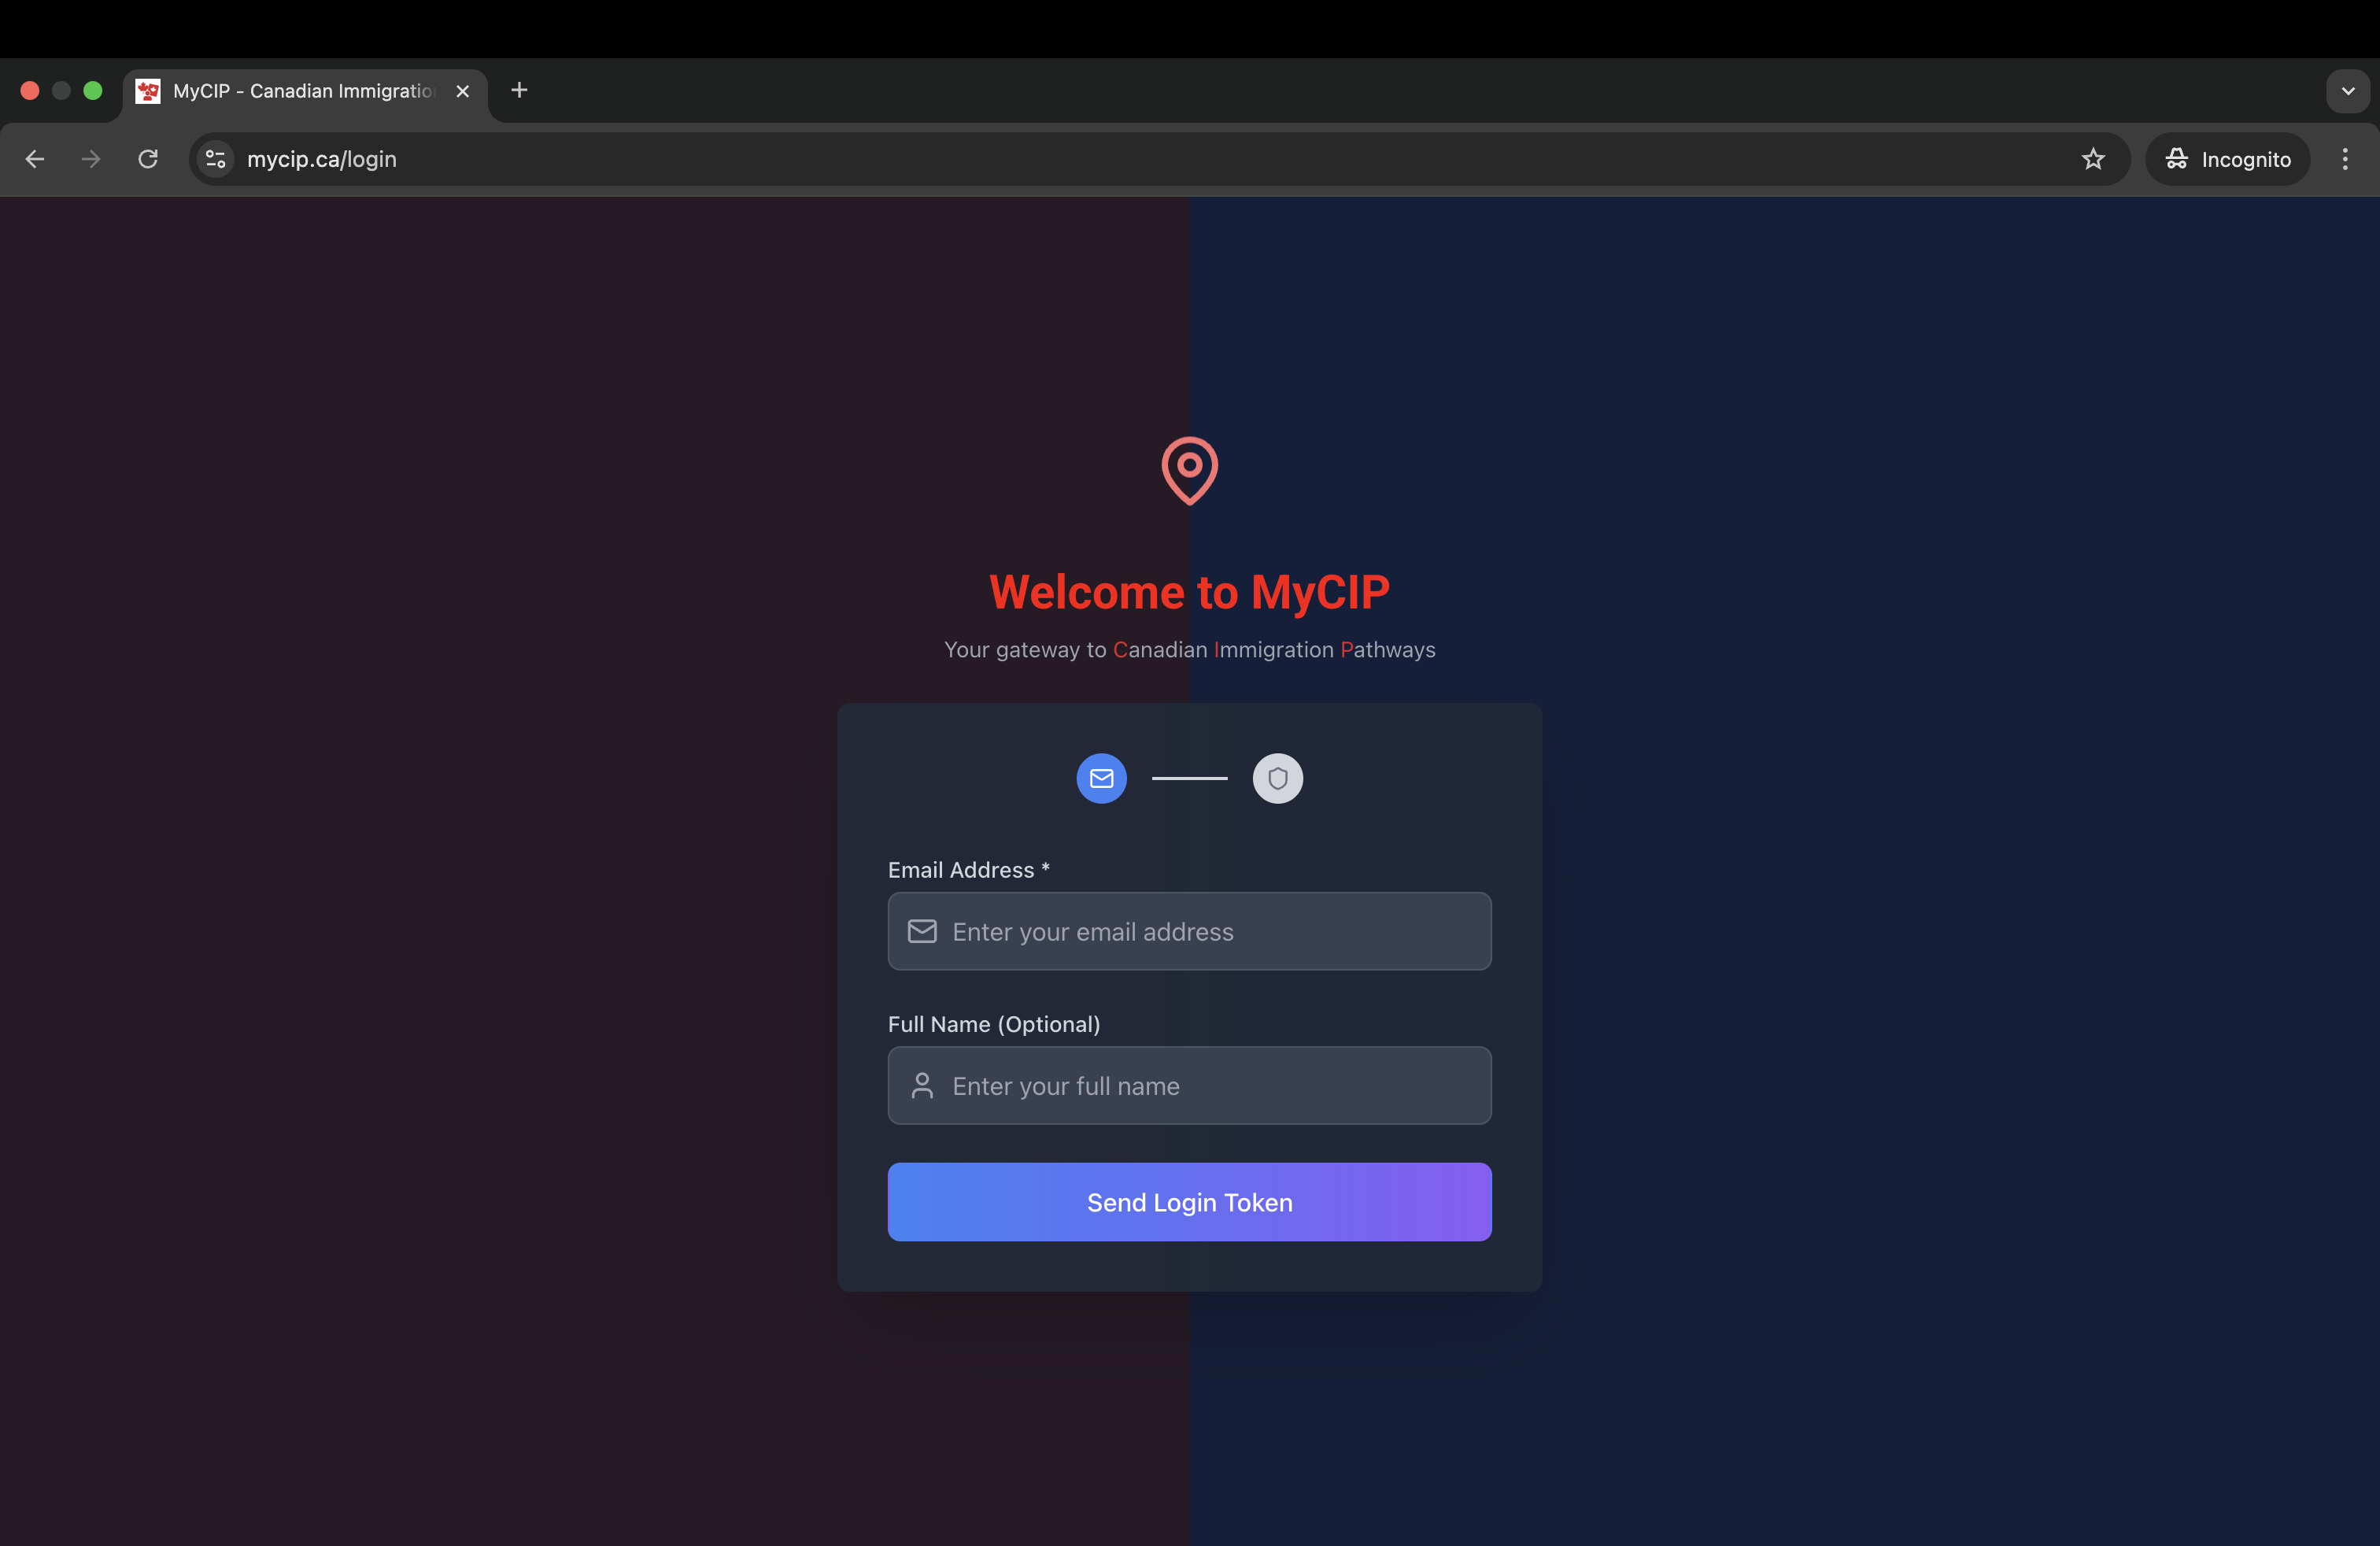 MyCIP - Canadian Immigratio
mycip.ca/login
Incognito
Welcome to MyCIP
Your gateway to Canadian Immigration Pathways
Email Address *
Enter your email address
Full Name (Optional)
Enter your full name
Send Login Token